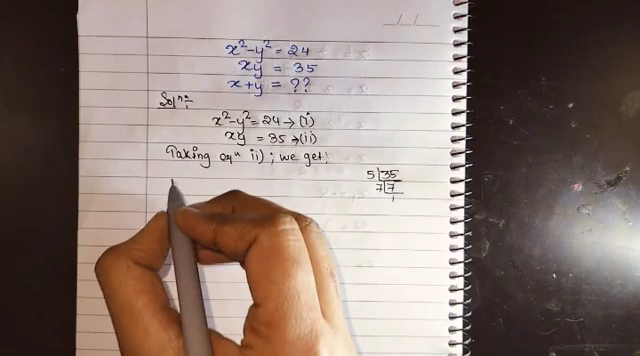 x²-y² = 24
xy = 35
x+y = ??
Solⁿ:-
x²-y² = 24 → (i)
xy = 35 → (ii)
Taking eqⁿ ii); we get:
5|35
7|7
1